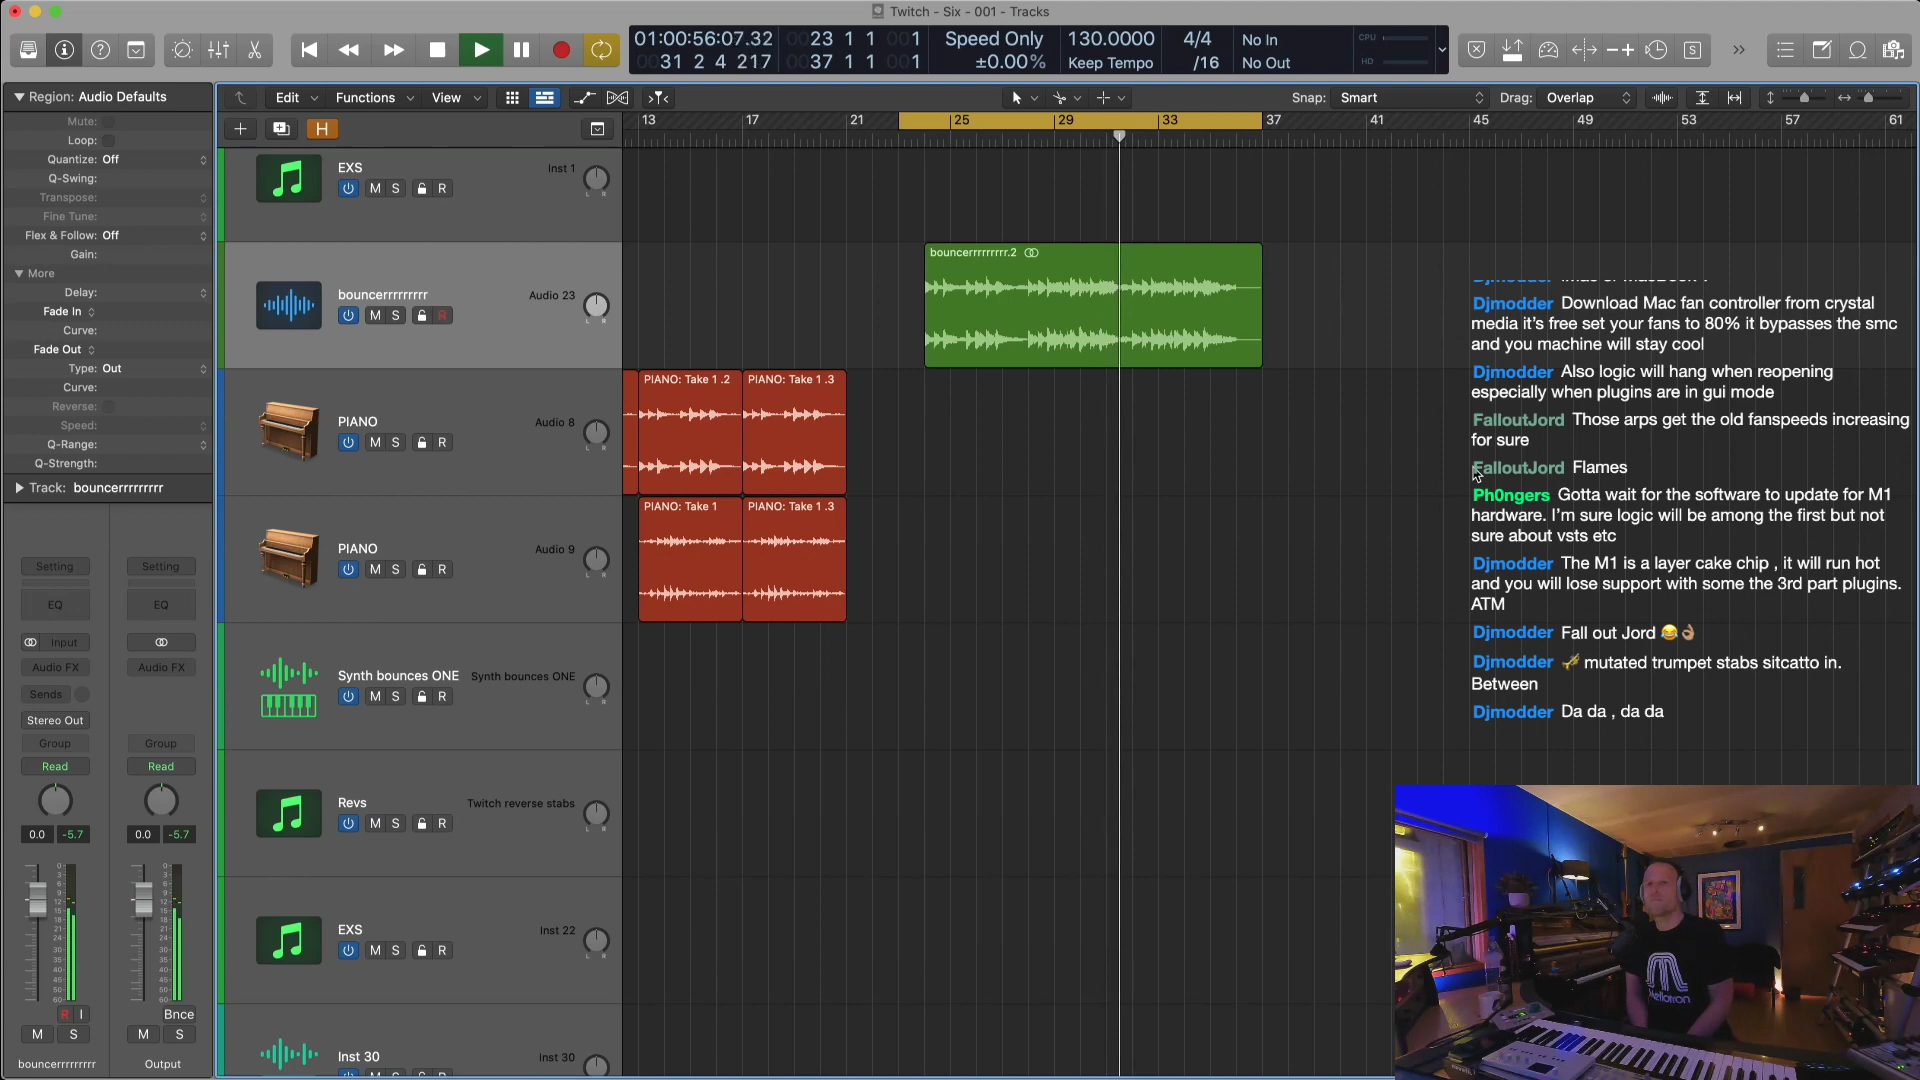 Twitch - Six - 001 - Tracks
01:00:56:07.32
31 2 4 217
0023 1 1 001
0037 1 1 001
Speed Only
±0.00%
130.0000
Keep Tempo
4/4
/16
No In
No Out
CPU
HD
Region: Audio Defaults
Mute:
Loop:
Quantize: Off
Q-Swing:
Transpose:
Fine Tune:
Flex & Follow: Off
Gain:
More
Delay:
Fade In
Curve:
Fade Out
Type: Out
Curve:
Reverse:
Speed:
Q-Range:
Q-Strength:
Track: bouncerrrrrrrrr
Setting Setting
EQ EQ
Input
Audio FX Audio FX
Sends
Stereo Out
Group Group
Read Read
0.0 -5.7 0.0 -5.7
R I Bnce
M S M S
bouncerrrrrrrrr Output
Edit Functions View
Snap: Smart Drag: Overlap
H
13 17 21 25 29 33 37 41 45 49 53 57 61
EXS Inst 1
M S R
bouncerrrrrrrrr Audio 23
M S R
bouncerrrrrrrrr.2
PIANO Audio 8
M S R
PIANO: Take 1 .2 PIANO: Take 1 .3
PIANO Audio 9
M S R
PIANO: Take 1 PIANO: Take 1 .3
Synth bounces ONE Synth bounces ONE
M S R
Revs Twitch reverse stabs
M S R
EXS Inst 22
M S R
Inst 30 Inst 30
Djmodder Download Mac fan controller from crystal
media it's free set your fans to 80% it bypasses the smc
and you machine will stay cool
Djmodder Also logic will hang when reopening
especially when plugins are in gui mode
FalloutJord Those arps get the old fanspeeds increasing
for sure
FalloutJord Flames
Ph0ngers Gotta wait for the software to update for M1
hardware. I'm sure logic will be among the first but not
sure about vsts etc
Djmodder The M1 is a layer cake chip , it will run hot
and you will lose support with some the 3rd part plugins.
ATM
Djmodder Fall out Jord 😂👌🏽
Djmodder 🎺 mutated trumpet stabs sitcatto in.
Between
Djmodder Da da , da da
Mellotron